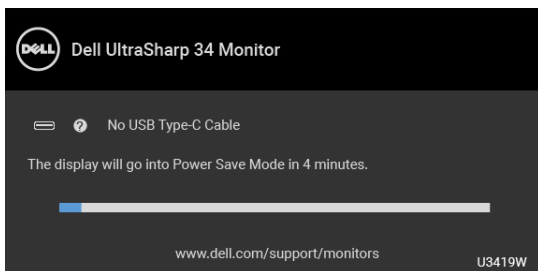 DELL
Dell UltraSharp 34 Monitor
? No USB Type-C Cable
The display will go into Power Save Mode in 4 minutes.
www.dell.com/support/monitors
U3419W